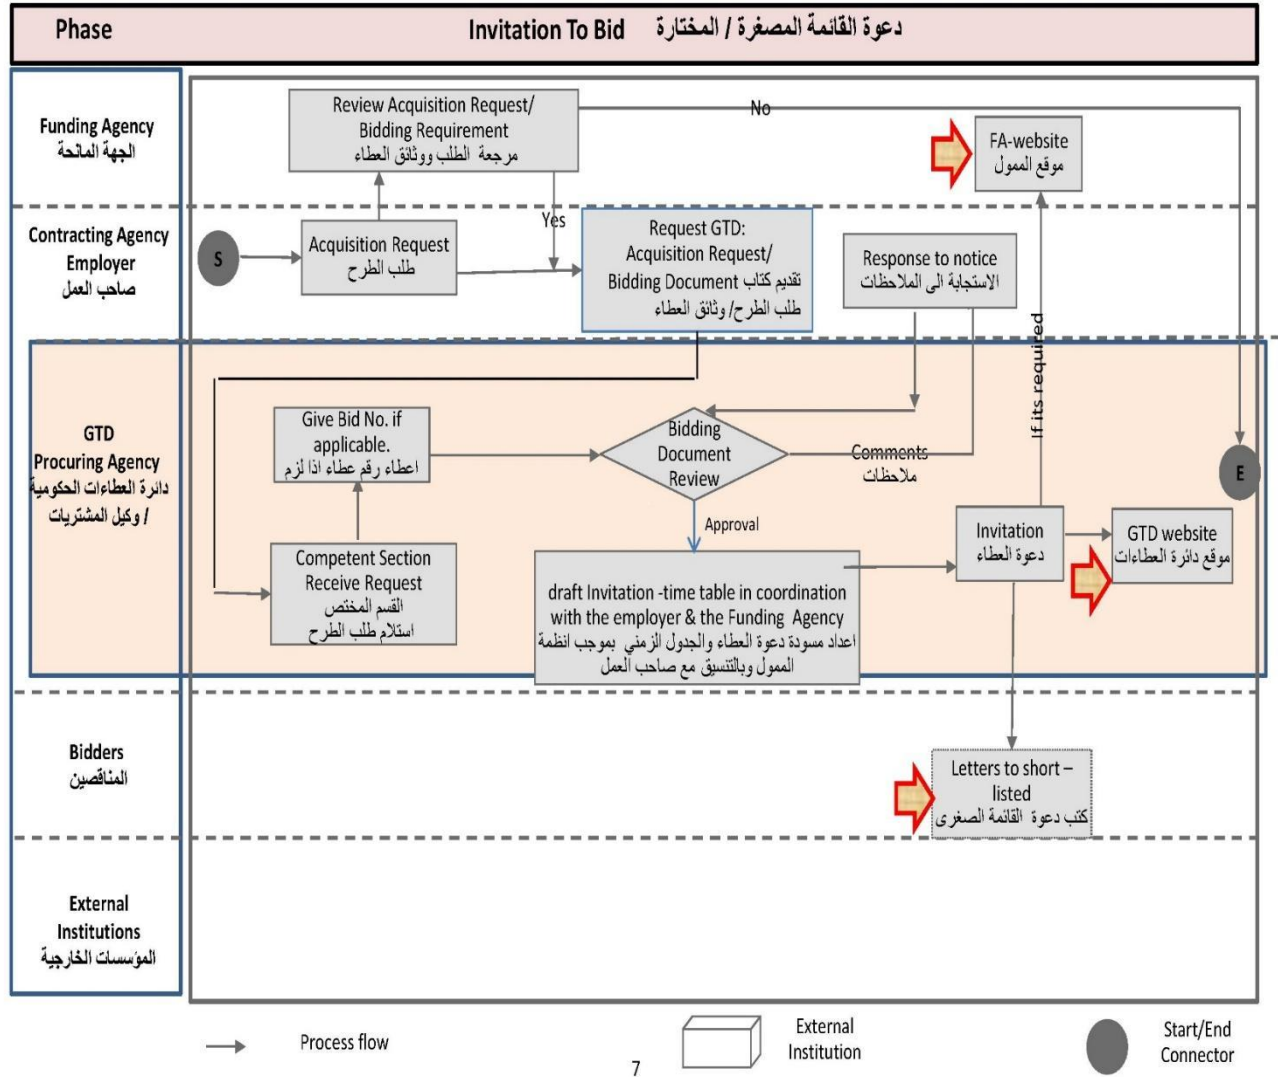 Phase
Invitation To Bid دعوة القائمة المصغرة / المختارة
Funding Agency
الجهة المانحة
Review Acquisition Request/
Bidding Requirement
مرجعة الطلب ووثائق العطاء
No
FA-website
موقع الممول
Contracting Agency
Employer
صاحب العمل
S
Acquisition Request
طلب الطرح
Yes
Request GTD:
Acquisition Request/
Bidding Document تقديم كتاب
طلب الطرح/ وثائق العطاء
Response to notice
الاستجابة الى الملاحظات
If its required
GTD
Procuring Agency
دائرة العطاءات الحكومية
/ وكيل المشتريات
Give Bid No. if
applicable.
اعطاء رقم عطاء اذا لزم
Bidding
Document
Review
Comments
ملاحظات
E
Approval
Competent Section
Receive Request
القسم المختص
استلام طلب الطرح
draft Invitation -time table in coordination
with the employer & the Funding Agency
اعداد مسودة دعوة العطاء والجدول الزمني بموجب انظمة
الممول وبالتنسيق مع صاحب العمل
Invitation
دعوة العطاء
GTD website
موقع دائرة العطاءات
Bidders
المناقصين
Letters to short –
listed
كتب دعوة القائمة الصغرى
External
Institutions
المؤسسات الخارجية
Process flow
External
Institution
Start/End
Connector
7